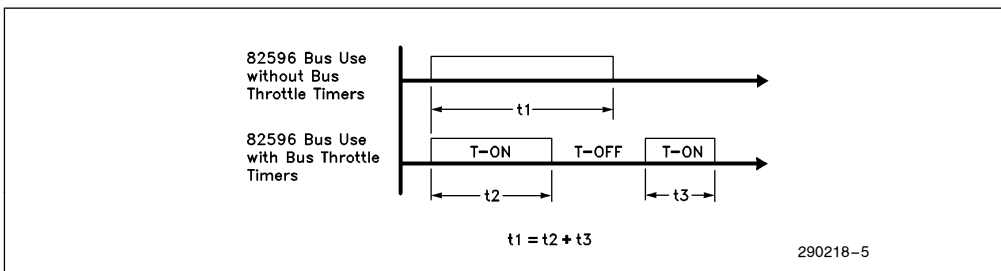 82596 Bus Use
without Bus
Throttle Timers
t1
82596 Bus Use
with Bus Throttle
Timers
T-ON T-OFF T-ON
t2 t3
t1 = t2 + t3
290218-5